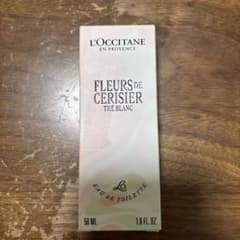 L'OCCITANE
EN PROVENCE
FLEURS DE
CERISIER
THÉ BLANC
EAU DE TOILETTE
50 ML 1.6 FL.OZ.